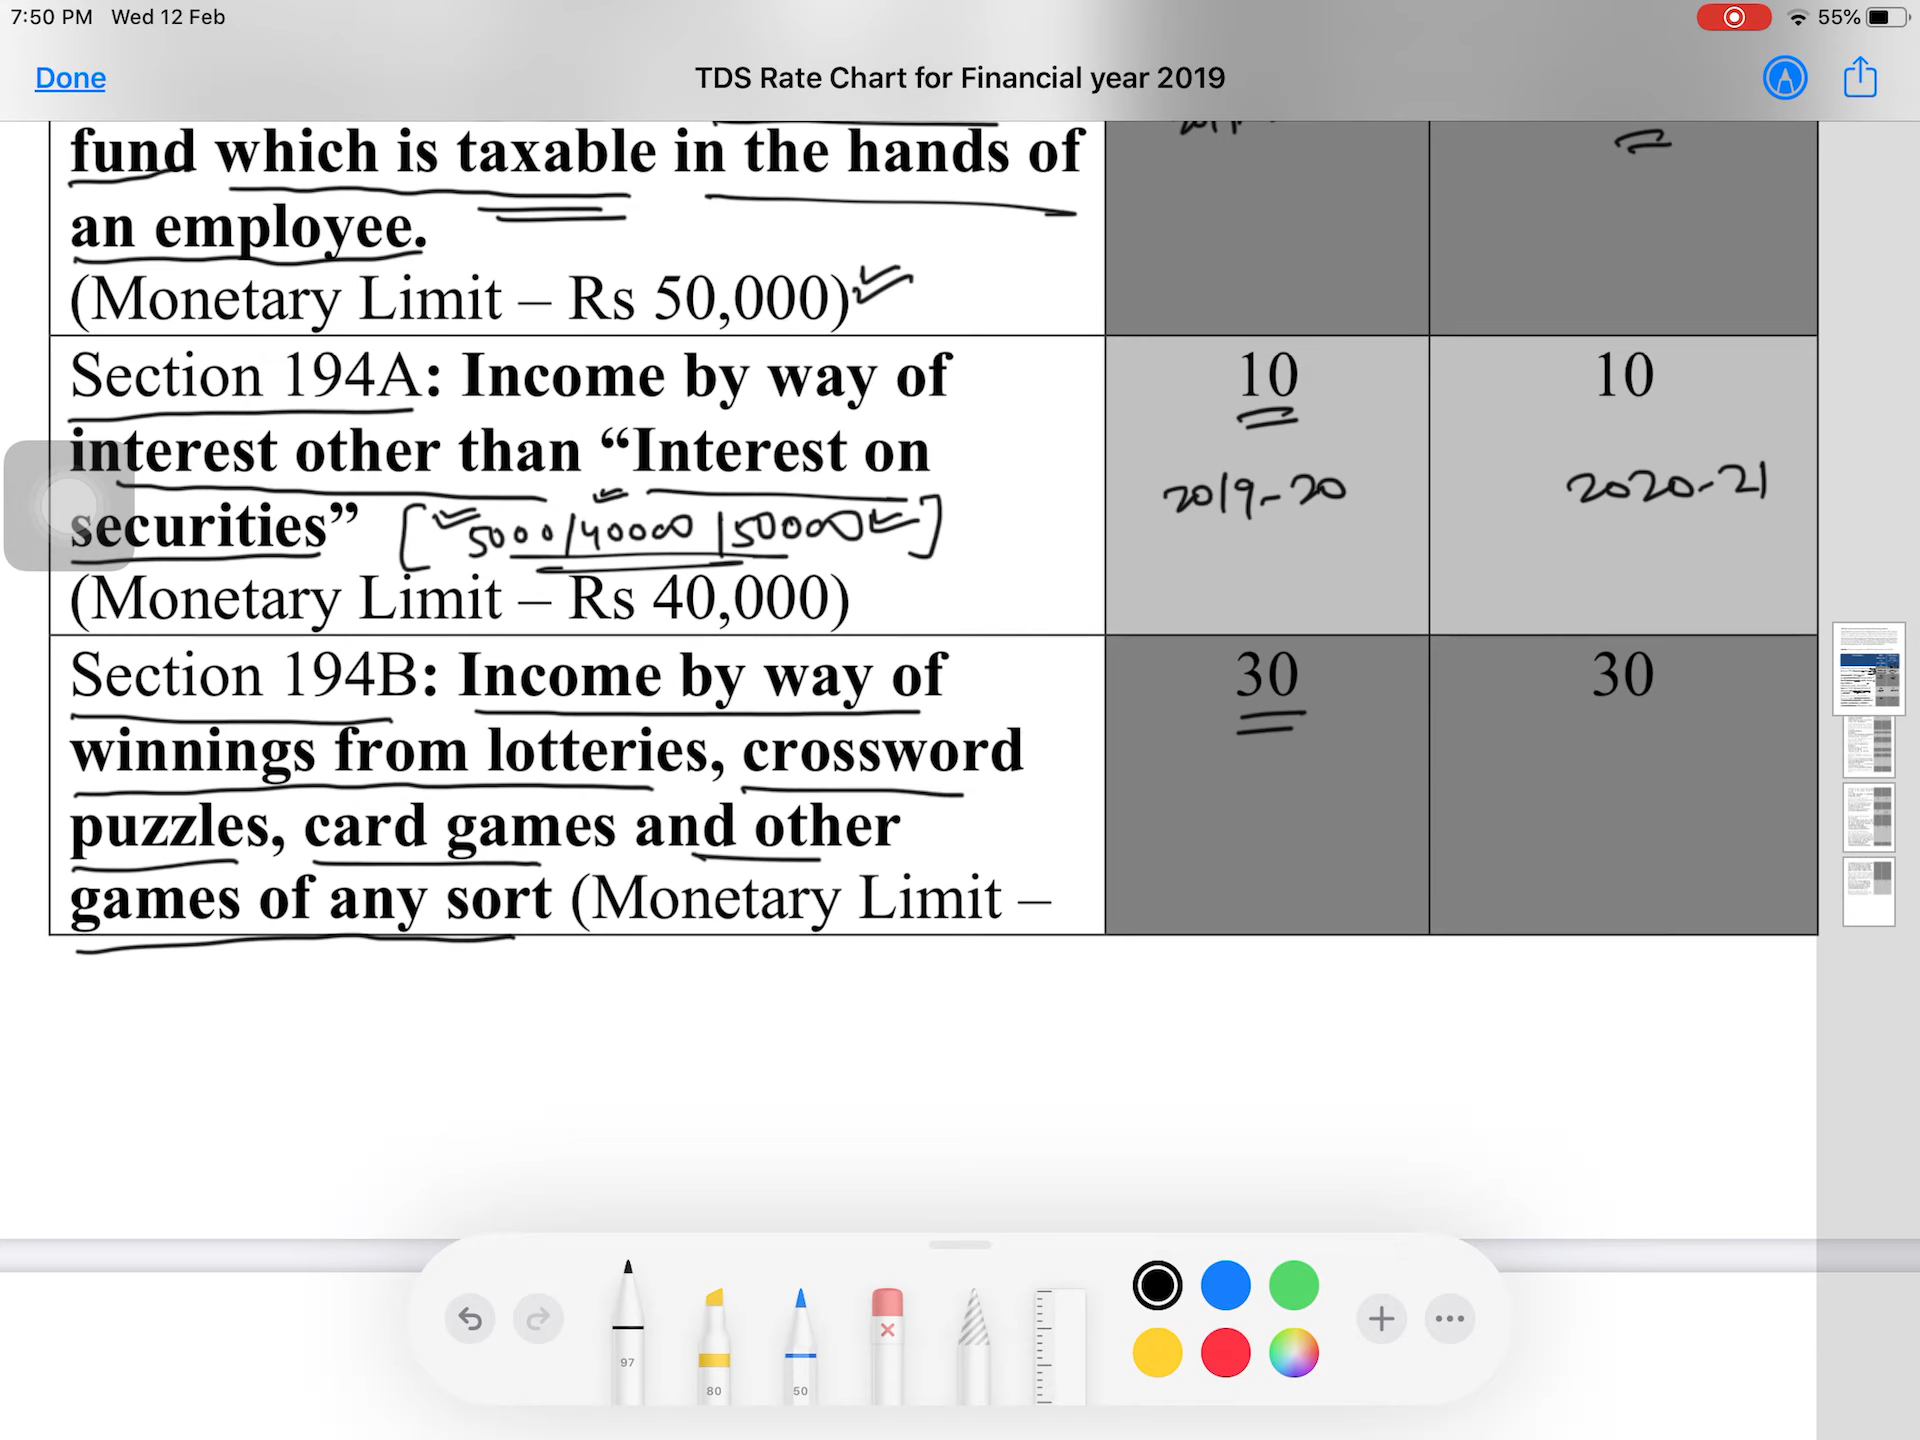 7:50 PM Wed 12 Feb
55%
Done
TDS Rate Chart for Financial year 2019
fund which is taxable in the hands of
an employee.
(Monetary Limit – Rs 50,000)
Section 194A: Income by way of
interest other than “Interest on
securities” [5000/40000/50000]
(Monetary Limit – Rs 40,000)
10
2019-20
10
2020-21
Section 194B: Income by way of
winnings from lotteries, crossword
puzzles, card games and other
games of any sort (Monetary Limit –
30
30
97
80
50